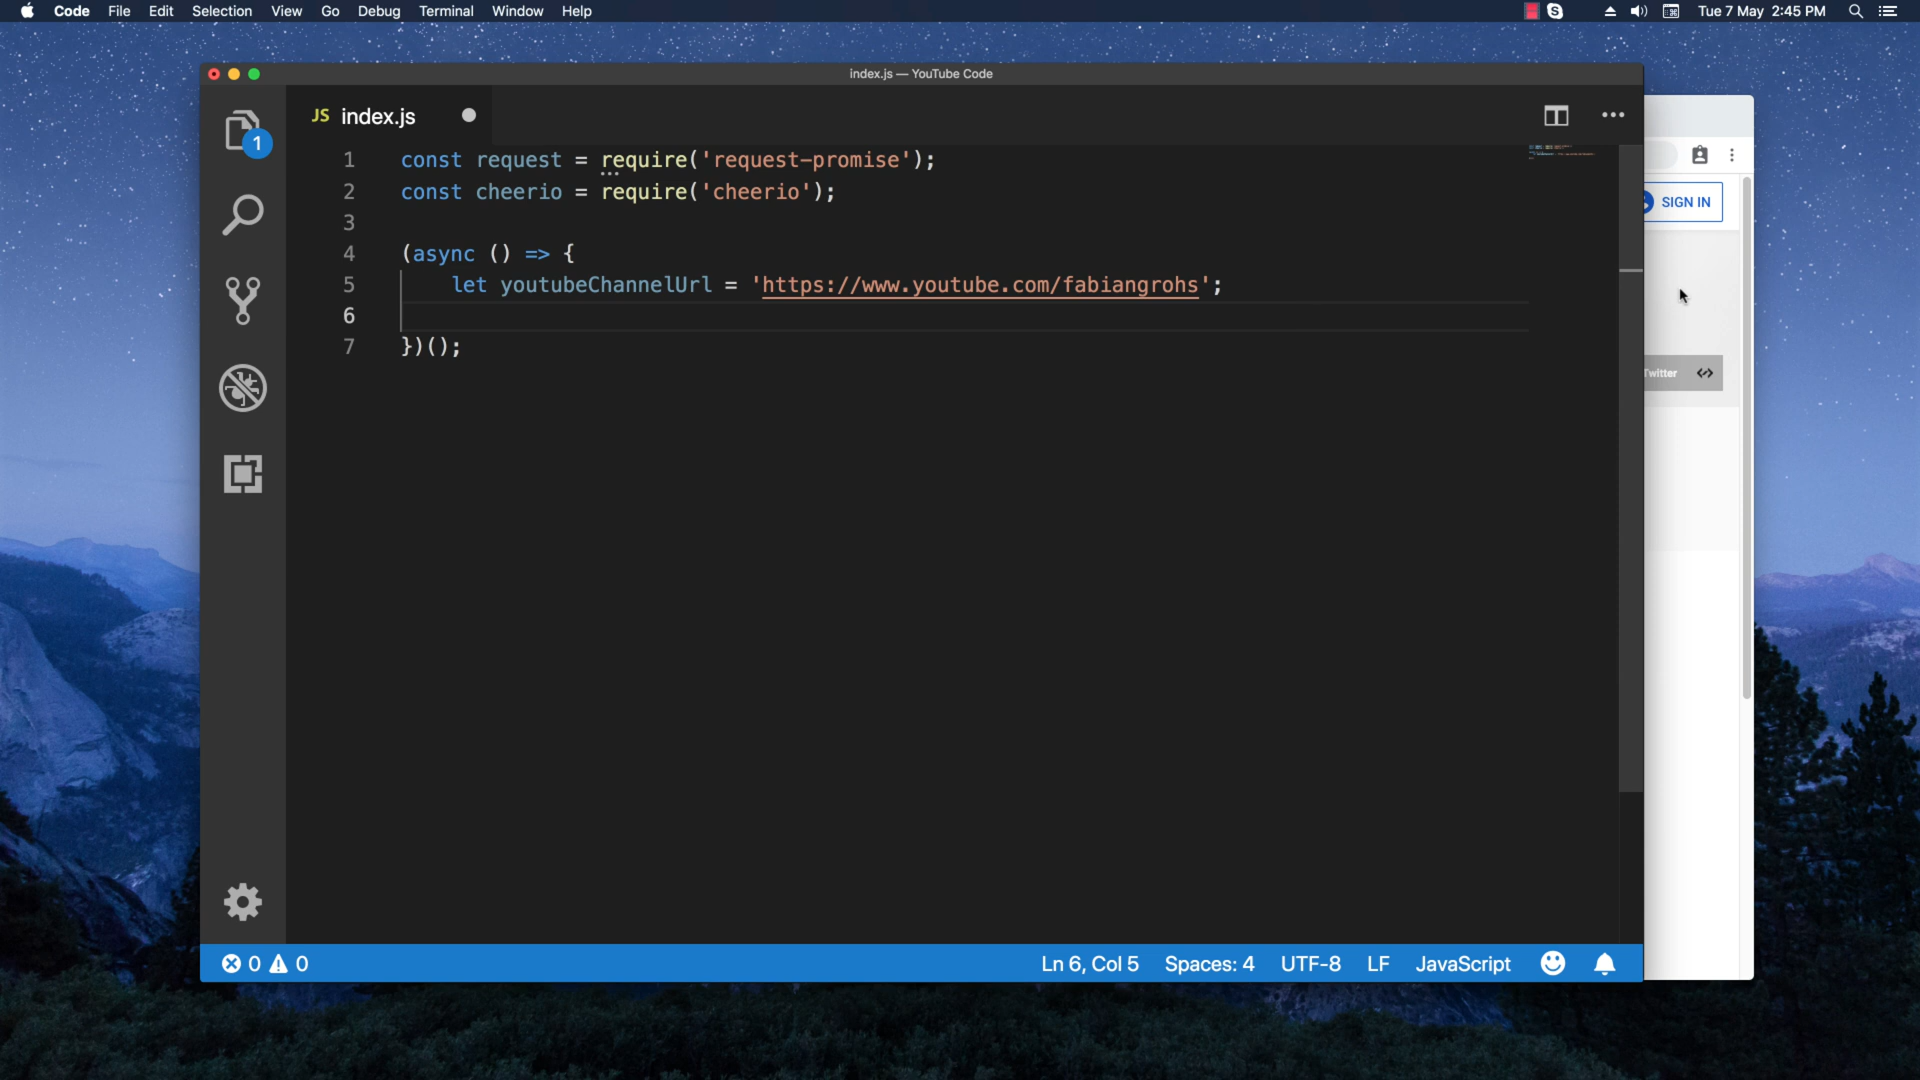 Code File Edit Selection View Go Debug Terminal Window Help
Tue 7 May 2:45 PM
index.js — YouTube Code
1
JS index.js
1 const request = require('request-promise');
2 const cheerio = require('cheerio');
3
4 (async () => {
5 let youtubeChannelUrl = 'https://www.youtube.com/fabiangrohs';
6
7 })();
SIGN IN
Twitter
0 0
Ln 6, Col 5 Spaces: 4 UTF-8 LF JavaScript